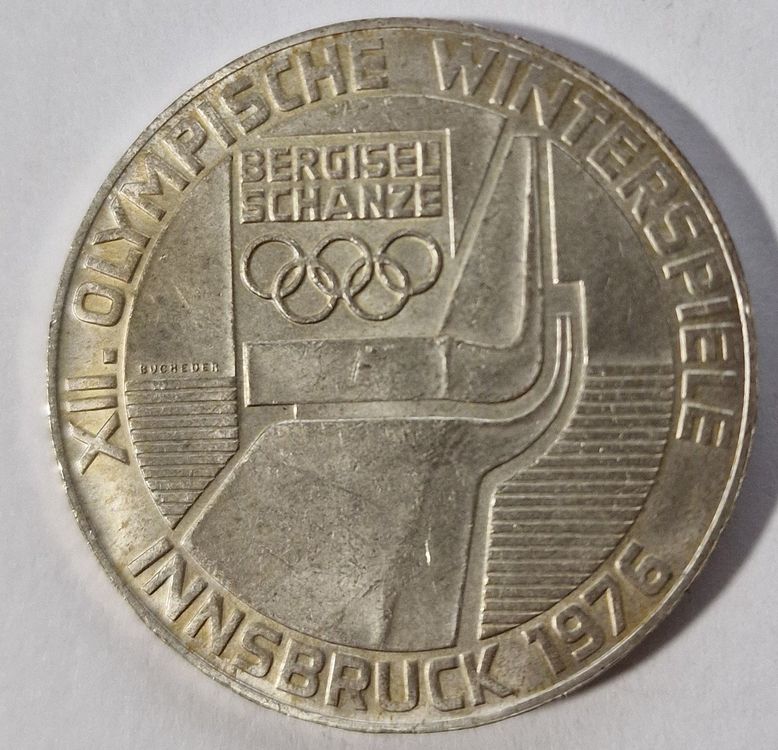 XII. OLYMPISCHE WINTERSPIELE
BERGISEL
SCHANZE
BUCHEDER
INNSBRUCK 1976